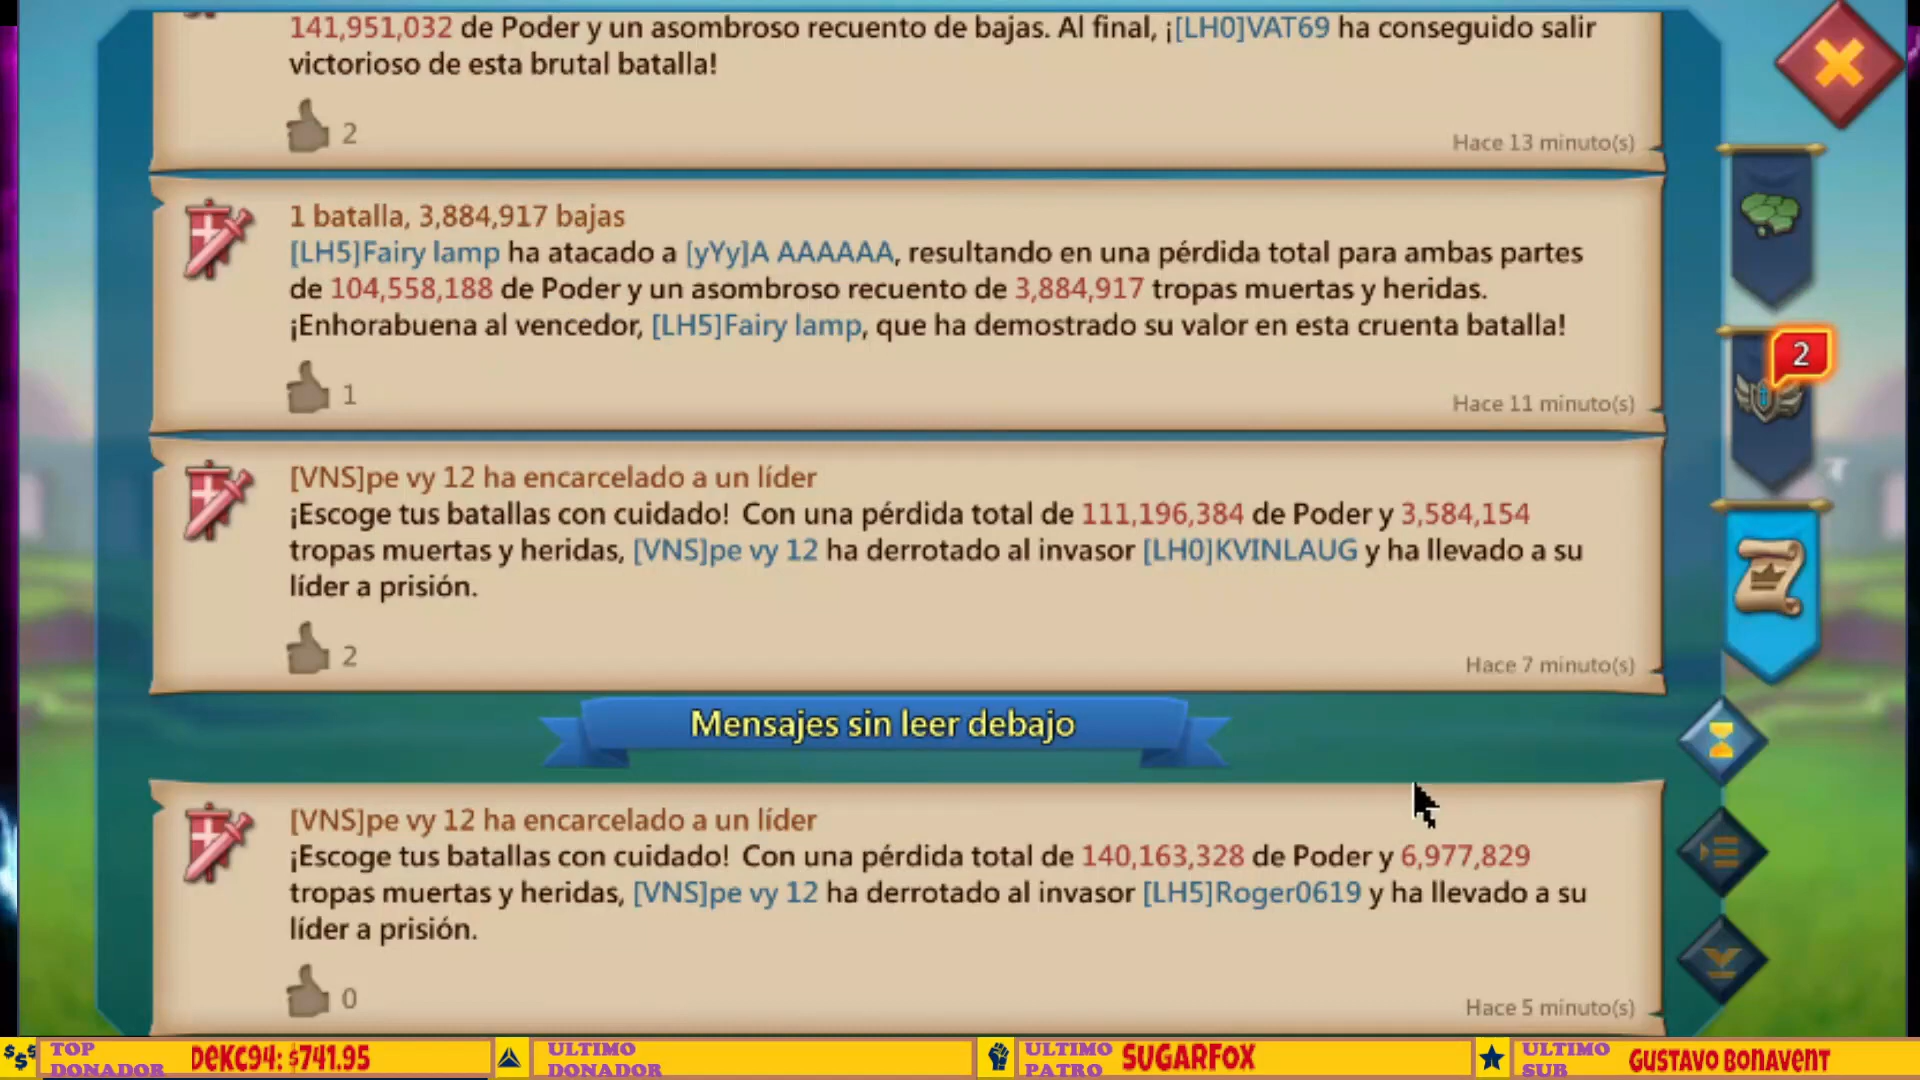 141,951,032 de Poder y un asombroso recuento de bajas. Al final, ¡[LH0]VAT69 ha conseguido salir
victorioso de esta brutal batalla!
2
Hace 13 minuto(s)
1 batalla, 3,884,917 bajas
[LH5]Fairy lamp ha atacado a [yYy]A AAAAAA, resultando en una pérdida total para ambas partes
de 104,558,188 de Poder y un asombroso recuento de 3,884,917 tropas muertas y heridas.
¡Enhorabuena al vencedor, [LH5]Fairy lamp, que ha demostrado su valor en esta cruenta batalla!
1
Hace 11 minuto(s)
2
[VNS]pe vy 12 ha encarcelado a un líder
¡Escoge tus batallas con cuidado! Con una pérdida total de 111,196,384 de Poder y 3,584,154
tropas muertas y heridas, [VNS]pe vy 12 ha derrotado al invasor [LH0]KVINLAUG y ha llevado a su
líder a prisión.
2
Hace 7 minuto(s)
Mensajes sin leer debajo
[VNS]pe vy 12 ha encarcelado a un líder
¡Escoge tus batallas con cuidado! Con una pérdida total de 140,163,328 de Poder y 6,977,829
tropas muertas y heridas, [VNS]pe vy 12 ha derrotado al invasor [LH5]Roger0619 y ha llevado a su
líder a prisión.
0
Hace 5 minuto(s)
$$$
TOP
DONADOR
DEKC94: $741.95
ULTIMO
DONADOR
ULTIMO
PATRO
SUGARFOX
ULTIMO
SUB
GUSTAVO BONAVENT